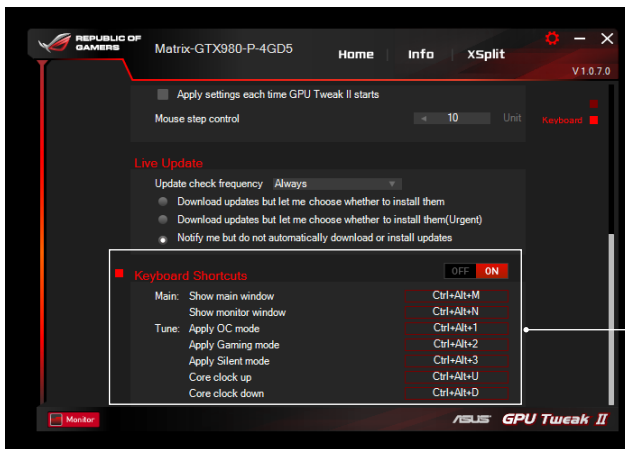 REPUBLIC OF
GAMERS
Matrix-GTX980-P-4GD5
Home
Info
XSplit
V 1.0.7.0
Apply settings each time GPU Tweak II starts
Mouse step control 10 Unit
Keyboard
Live Update
Update check frequency Always
Download updates but let me choose whether to install them
Download updates but let me choose whether to install them(Urgent)
Notify me but do not automatically download or install updates
Keyboard Shortcuts OFF ON
Main: Show main window Ctrl+Alt+M
Show monitor window Ctrl+Alt+N
Tune: Apply OC mode Ctrl+Alt+1
Apply Gaming mode Ctrl+Alt+2
Apply Silent mode Ctrl+Alt+3
Core clock up Ctrl+Alt+U
Core clock down Ctrl+Alt+D
Monitor
ASUS GPU Tweak II